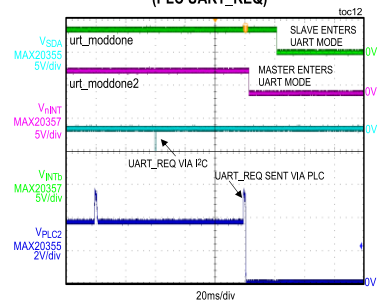 (PLC UART_REQ)
toc12
SLAVE ENTERS
UART MODE
urt_moddone
VSDA
MAX20355
5V/div
0V
MASTER ENTERS
UART MODE
urt_moddone2
0V
VnINT
MAX20357
5V/div
0V
UART_REQ VIA I²C
UART_REQ SENT VIA PLC
VINTb
MAX20357
5V/div
VPLC2
MAX20355
2V/div
0V
20ms/div